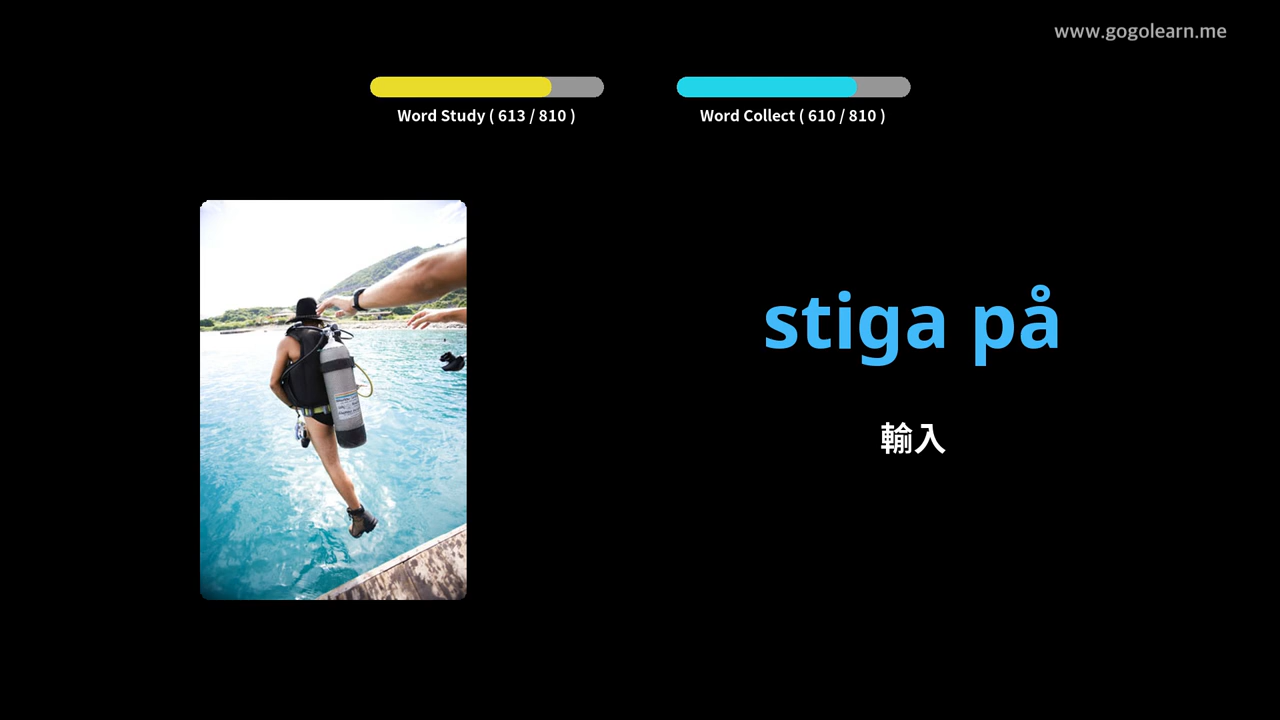 www.gogolearn.me
Word Study ( 613 / 810 )
Word Collect ( 610 / 810 )
stiga på
輸入